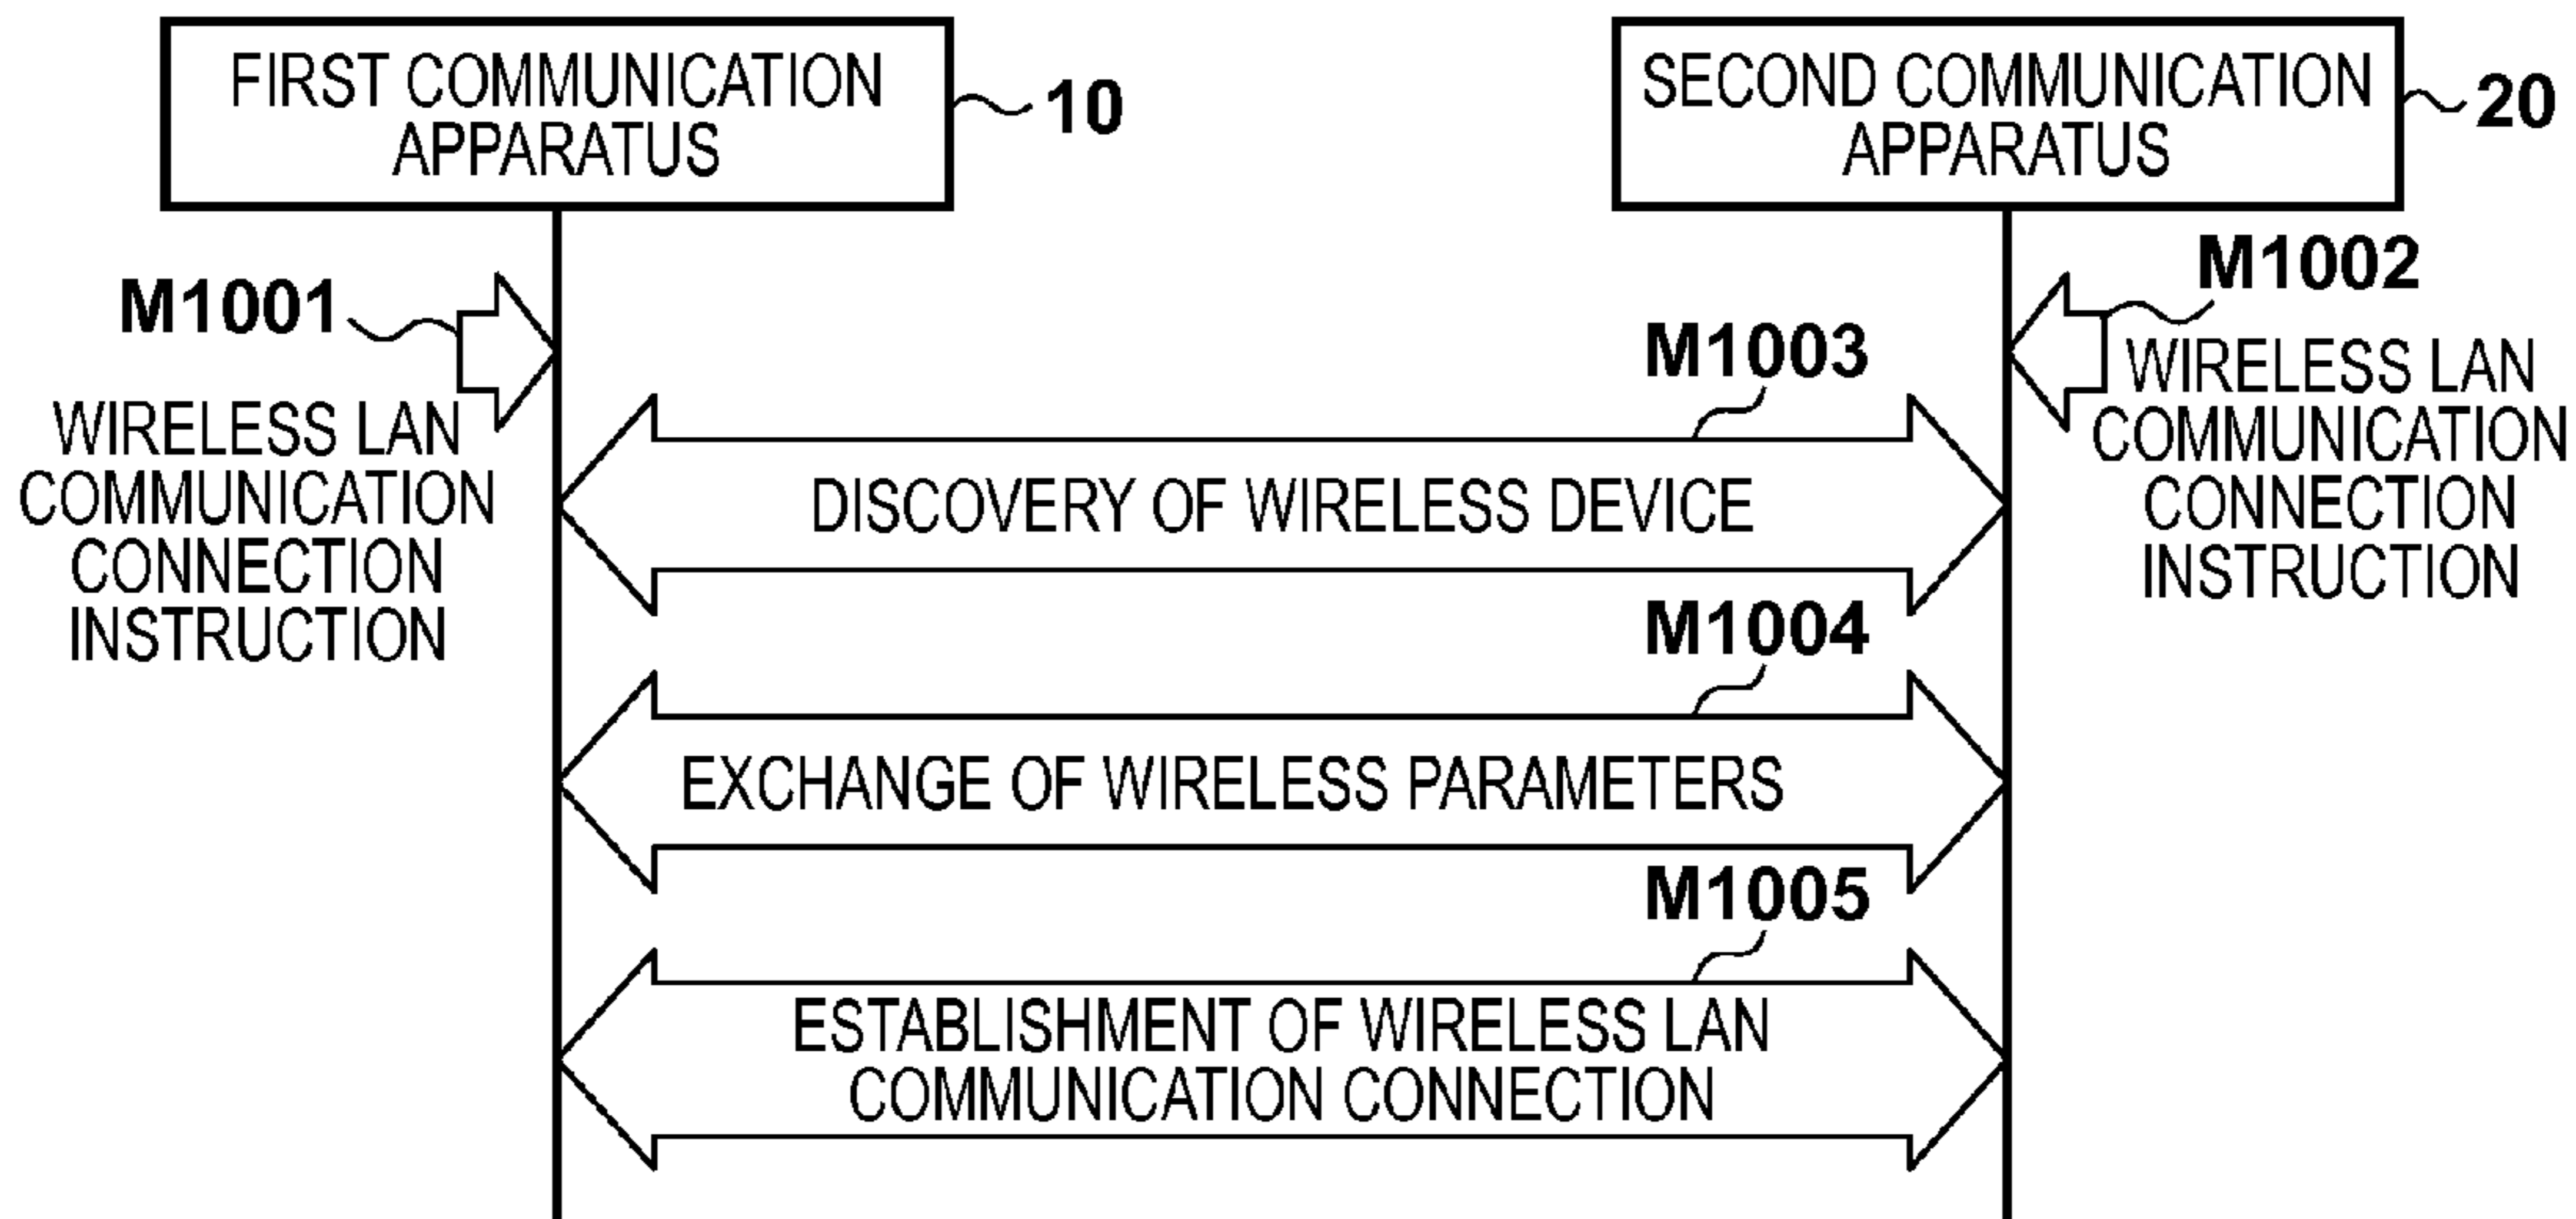 FIRST COMMUNICATION
APPARATUS
10
SECOND COMMUNICATION
APPARATUS
20
M1001
WIRELESS LAN
COMMUNICATION
CONNECTION
INSTRUCTION
M1002
WIRELESS LAN
COMMUNICATION
CONNECTION
INSTRUCTION
M1003
DISCOVERY OF WIRELESS DEVICE
M1004
EXCHANGE OF WIRELESS PARAMETERS
M1005
ESTABLISHMENT OF WIRELESS LAN
COMMUNICATION CONNECTION